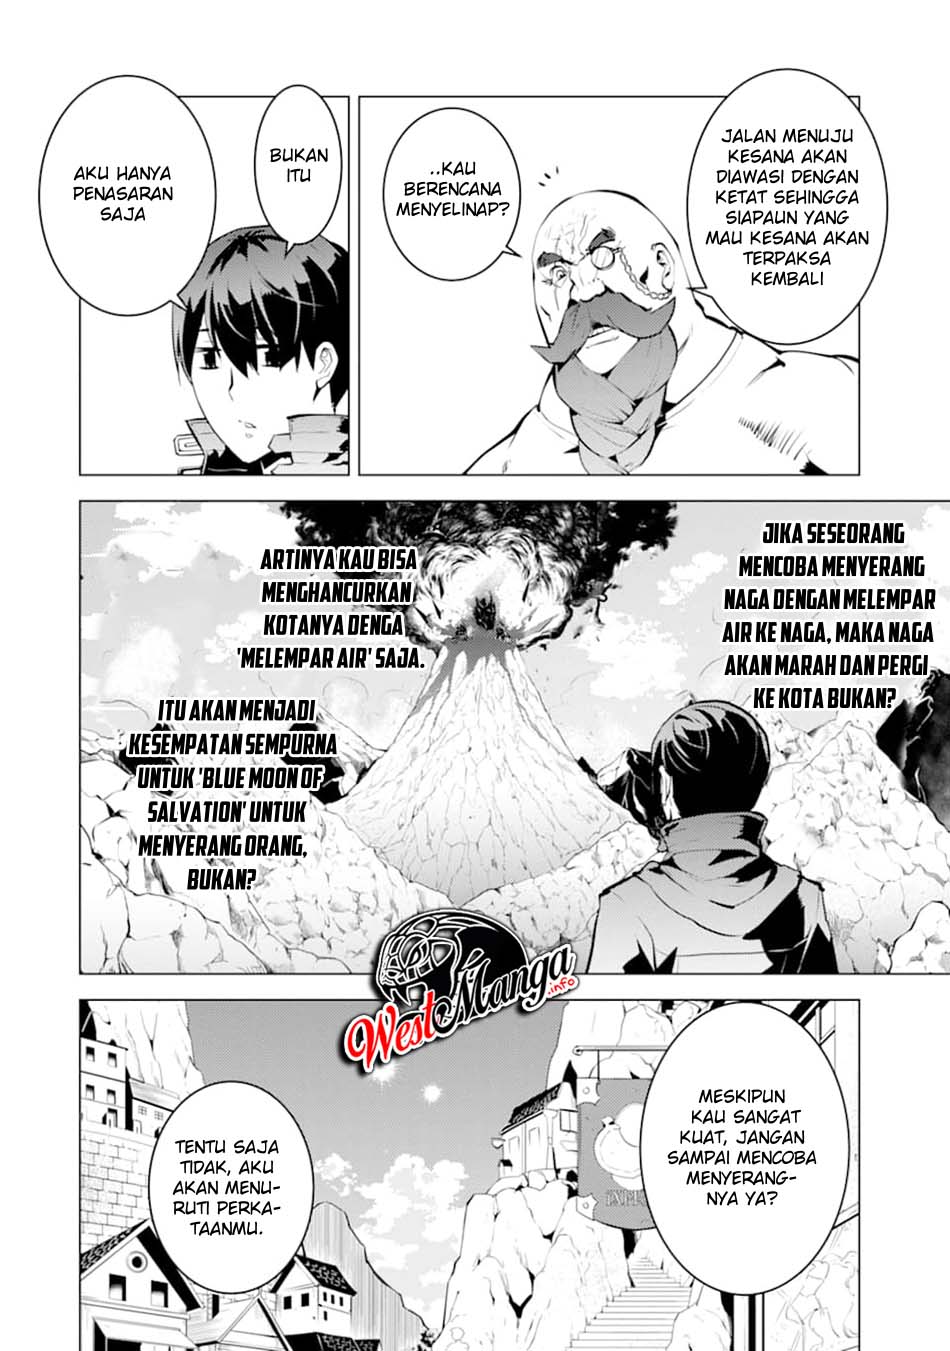 JALAN MENUJU
KESANA AKAN
DIAWASI DENGAN
KETAT SEHINGGA
SIAPAUN YANG
MAU KESANA AKAN
TERPAKSA
KEMBALI
..KAU
BERENCANA
MENYELINAP?
BUKAN
ITU
AKU HANYA
PENASARAN
SAJA
JIKA SESEORANG
MENCOBA MENYERANG
NAGA DENGAN MELEMPAR
AIR KE NAGA, MAKA NAGA
AKAN MARAH DAN PERGI
KE KOTA BUKAN?
ARTINYA KAU BISA
MENGHANCURKAN
KOTANYA DENGA
'MELEMPAR AIR' SAJA.
ITU AKAN MENJADI
KESEMPATAN SEMPURNA
UNTUK 'BLUE MOON OF
SALVATION' UNTUK
MENYERANG ORANG,
BUKAN?
WEST MANGA
.info
MESKIPUN
KAU SANGAT
KUAT, JANGAN
SAMPAI MENCOBA
MENYERANG-
NYA YA?
TENTU SAJA
TIDAK, AKU
AKAN MENU-
RUTI PERKA-
TAANMU.